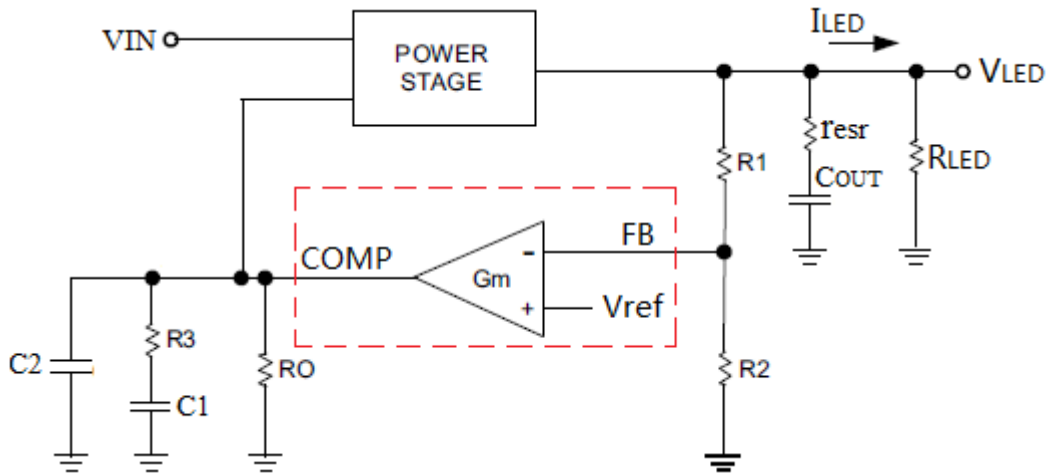 ILED
VIN
POWER
STAGE
VLED
resr
R1
COUT
RLED
FB
COMP
Gm
-
+
Vref
R3
C2
RO
R2
C1